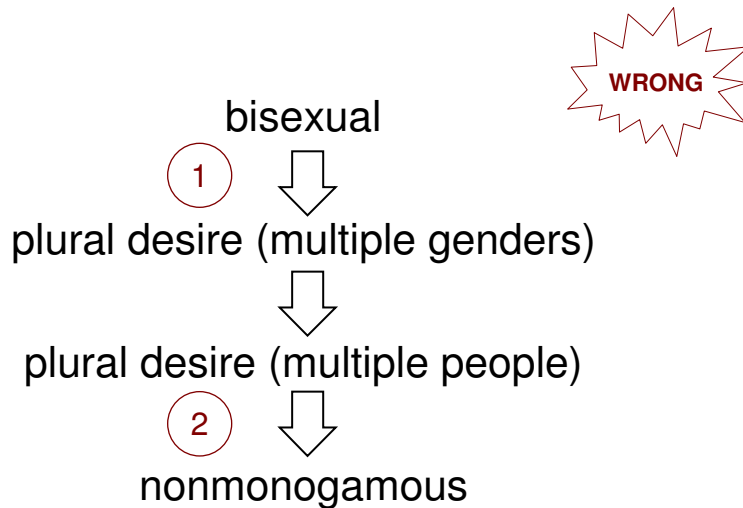 WRONG
bisexual
1
plural desire (multiple genders)
plural desire (multiple people)
2
nonmonogamous